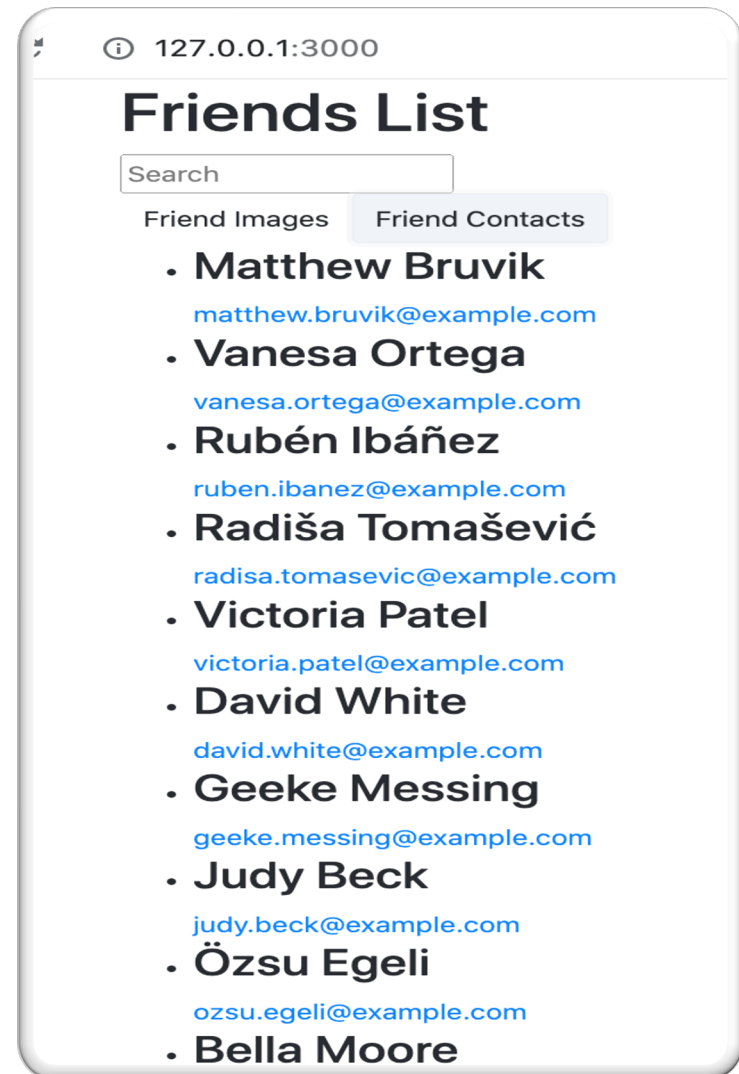 127.0.0.1:3000
Friends List
Search
Friend Images Friend Contacts
• Matthew Bruvik
matthew.bruvik@example.com
• Vanesa Ortega
vanesa.ortega@example.com
• Rubén Ibáñez
ruben.ibanez@example.com
• Radiša Tomašević
radisa.tomasevic@example.com
• Victoria Patel
victoria.patel@example.com
• David White
david.white@example.com
• Geeke Messing
geeke.messing@example.com
• Judy Beck
judy.beck@example.com
• Özsu Egeli
ozsu.egeli@example.com
• Bella Moore